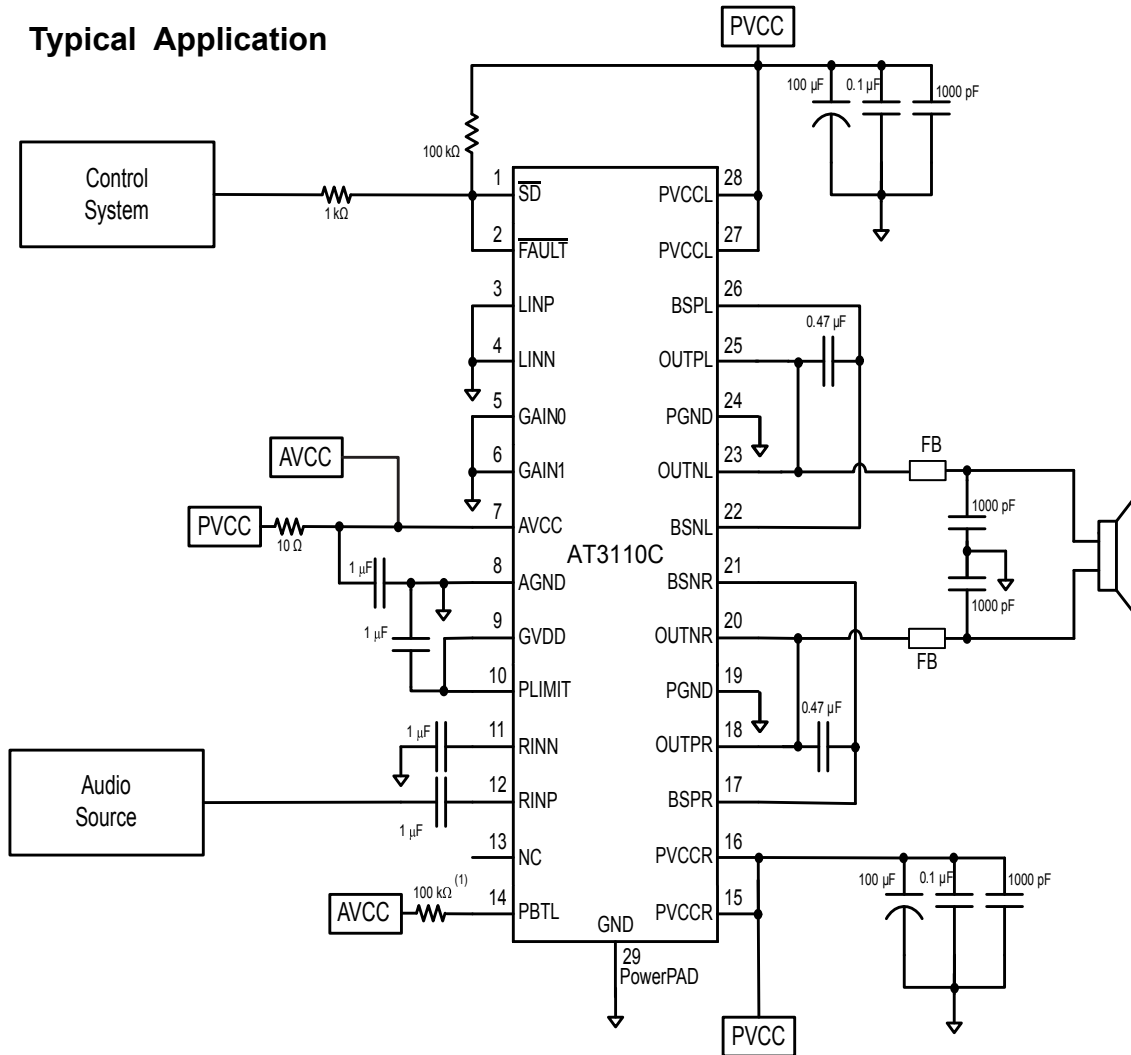 Typical Application
PVCC
100 µF
0.1 µF
1000 pF
100 kΩ
Control
System
1 kΩ
1
SD
28
PVCCL
2
FAULT
27
PVCCL
3
LINP
26
BSPL
0.47 µF
4
LINN
25
OUTPL
5
GAIN0
24
PGND
6
GAIN1
23
OUTNL
FB
AVCC
PVCC
10 Ω
7
AVCC
22
BSNL
1000 pF
AT3110C
1 µF
8
AGND
21
BSNR
1000 pF
1 µF
9
GVDD
20
OUTNR
FB
10
PLIMIT
19
PGND
0.47 µF
1 µF
11
RINN
18
OUTPR
Audio
Source
1 µF
12
RINP
17
BSPR
13
NC
16
PVCCR
100 µF
0.1 µF
1000 pF
AVCC
100 kΩ (1)
14
PBTL
15
PVCCR
GND
29
PowerPAD
PVCC